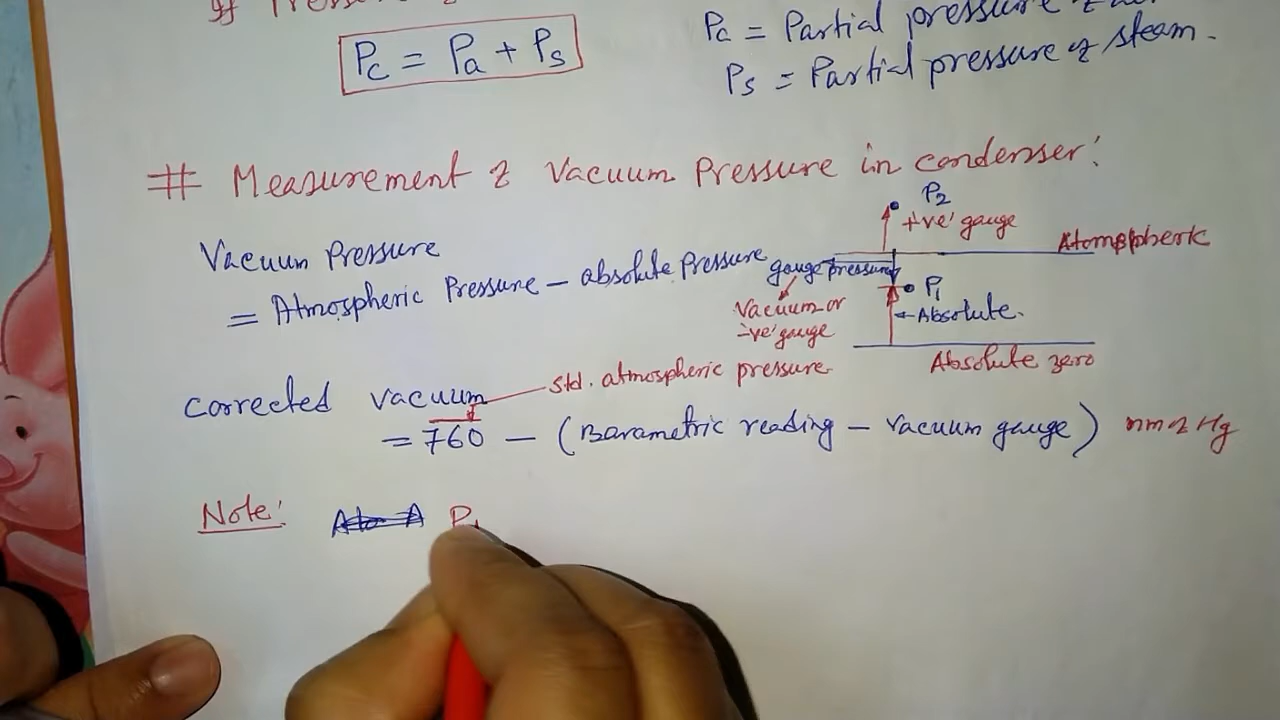 Pc = Pa + Ps
Pa = Partial pressure
Ps = Partial pressure of steam.
# Measurement of Vacuum Pressure in condenser:
Vacuum Pressure
= Atmospheric Pressure - absolute Pressure
P2
+ve gauge
Atomspheric
gauge pressure
P1
Vacuum or
-ve gauge
Absolute.
Absolute zero
Std. atmospheric pressure
corrected vacuum
= 760 - (Barametric reading - vacuum gauge) mm of Hg
Note: